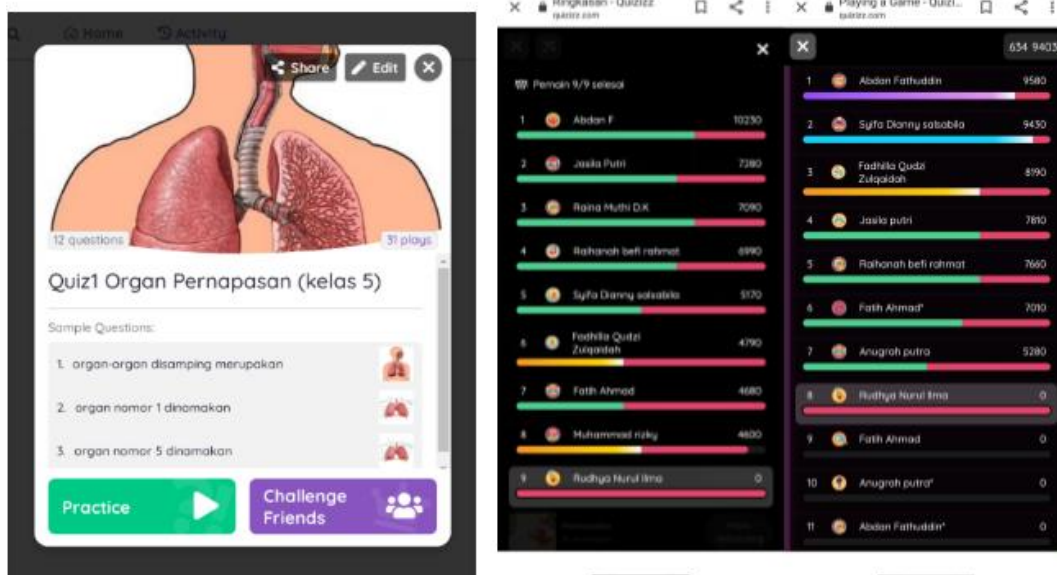 Home Activity
Share Edit
12 questions 31 plays
Quiz1 Organ Pernapasan (kelas 5)
Sample Questions:
1. organ-organ disamping merupakan
2. organ nomor 1 dinamakan
3. organ nomor 5 dinamakan
Practice
Challenge
Friends
Ringkasan - Quizizz
quizizz.com
Pemain 9/9 selesai
1 Abdan F 10230
2 Jasila Putri 7280
3 Raina Muthi D.K 7090
4 Raihanah befi rahmat 6990
5 Syifa Dianny salsabila 5170
6 Fadhilla Qudzi
Zulqaidah 4790
7 Fatih Ahmad 4680
8 Muhammad rizky 4600
9 Rudhya Nurul Ilma 0
Playing a Game - Quizi...
quizizz.com
634 9403
1 Abdan Fathuddin 9580
2 Syifa Dianny salsabila 9430
3 Fadhilla Qudzi
Zulqaidah 8190
4 Jasila putri 7810
5 Raihanah befi rahmat 7660
6 Fatih Ahmad* 7010
7 Anugrah putra 5280
8 Rudhya Nurul Ilma 0
9 Fatih Ahmad 0
10 Anugrah putra* 0
11 Abdan Fathuddin* 0